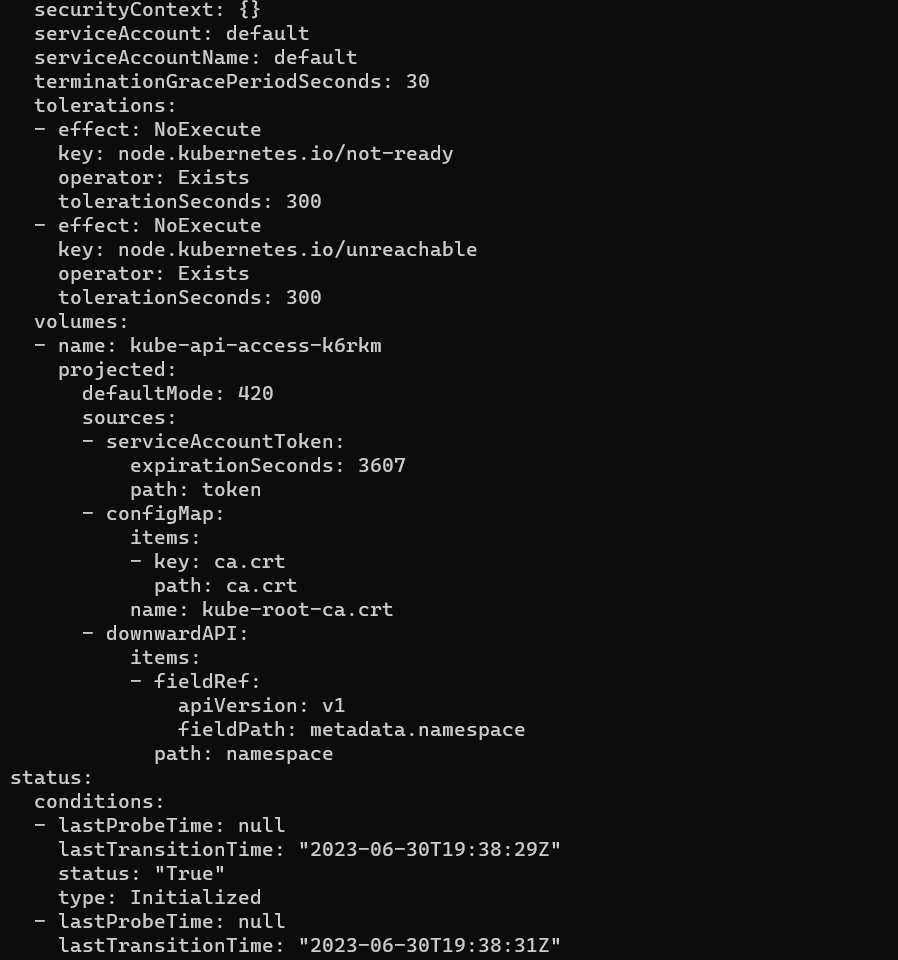 securityContext: {}
serviceAccount: default
serviceAccountName: default
terminationGracePeriodSeconds: 30
tolerations:
- effect: NoExecute
key: node.kubernetes.io/not-ready
operator: Exists
tolerationSeconds: 300
- effect: NoExecute
key: node.kubernetes.io/unreachable
operator: Exists
tolerationSeconds: 300
volumes:
- name: kube-api-access-k6rkm
projected:
defaultMode: 420
sources:
- serviceAccountToken:
expirationSeconds: 3607
path: token
- configMap:
items:
- key: ca.crt
path: ca.crt
name: kube-root-ca.crt
- downwardAPI:
items:
- fieldRef:
apiVersion: v1
fieldPath: metadata.namespace
path: namespace
status:
conditions:
- lastProbeTime: null
lastTransitionTime: "2023-06-30T19:38:29Z"
status: "True"
type: Initialized
- lastProbeTime: null
lastTransitionTime: "2023-06-30T19:38:31Z"